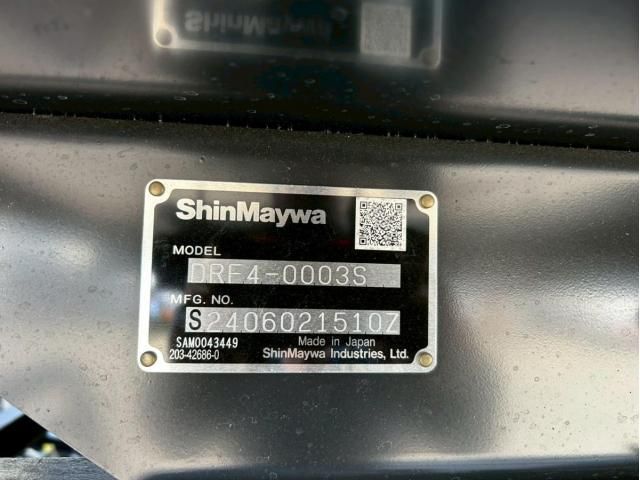 ShinMaywa
MODEL
DRF4-0003S
MFG. NO.
S2406021510Z
SAM0043449
203-42686-0
Made in Japan
ShinMaywa Industries, Ltd.